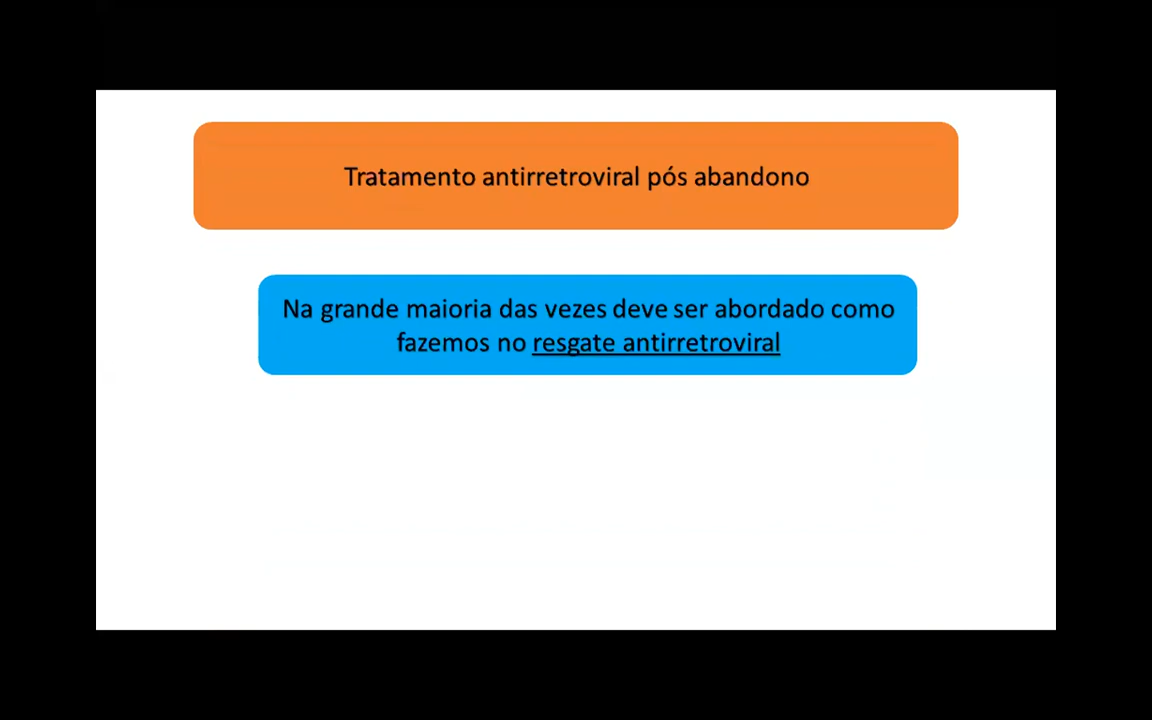 Tratamento antirretroviral pós abandono
Na grande maioria das vezes deve ser abordado como
fazemos no resgate antirretroviral